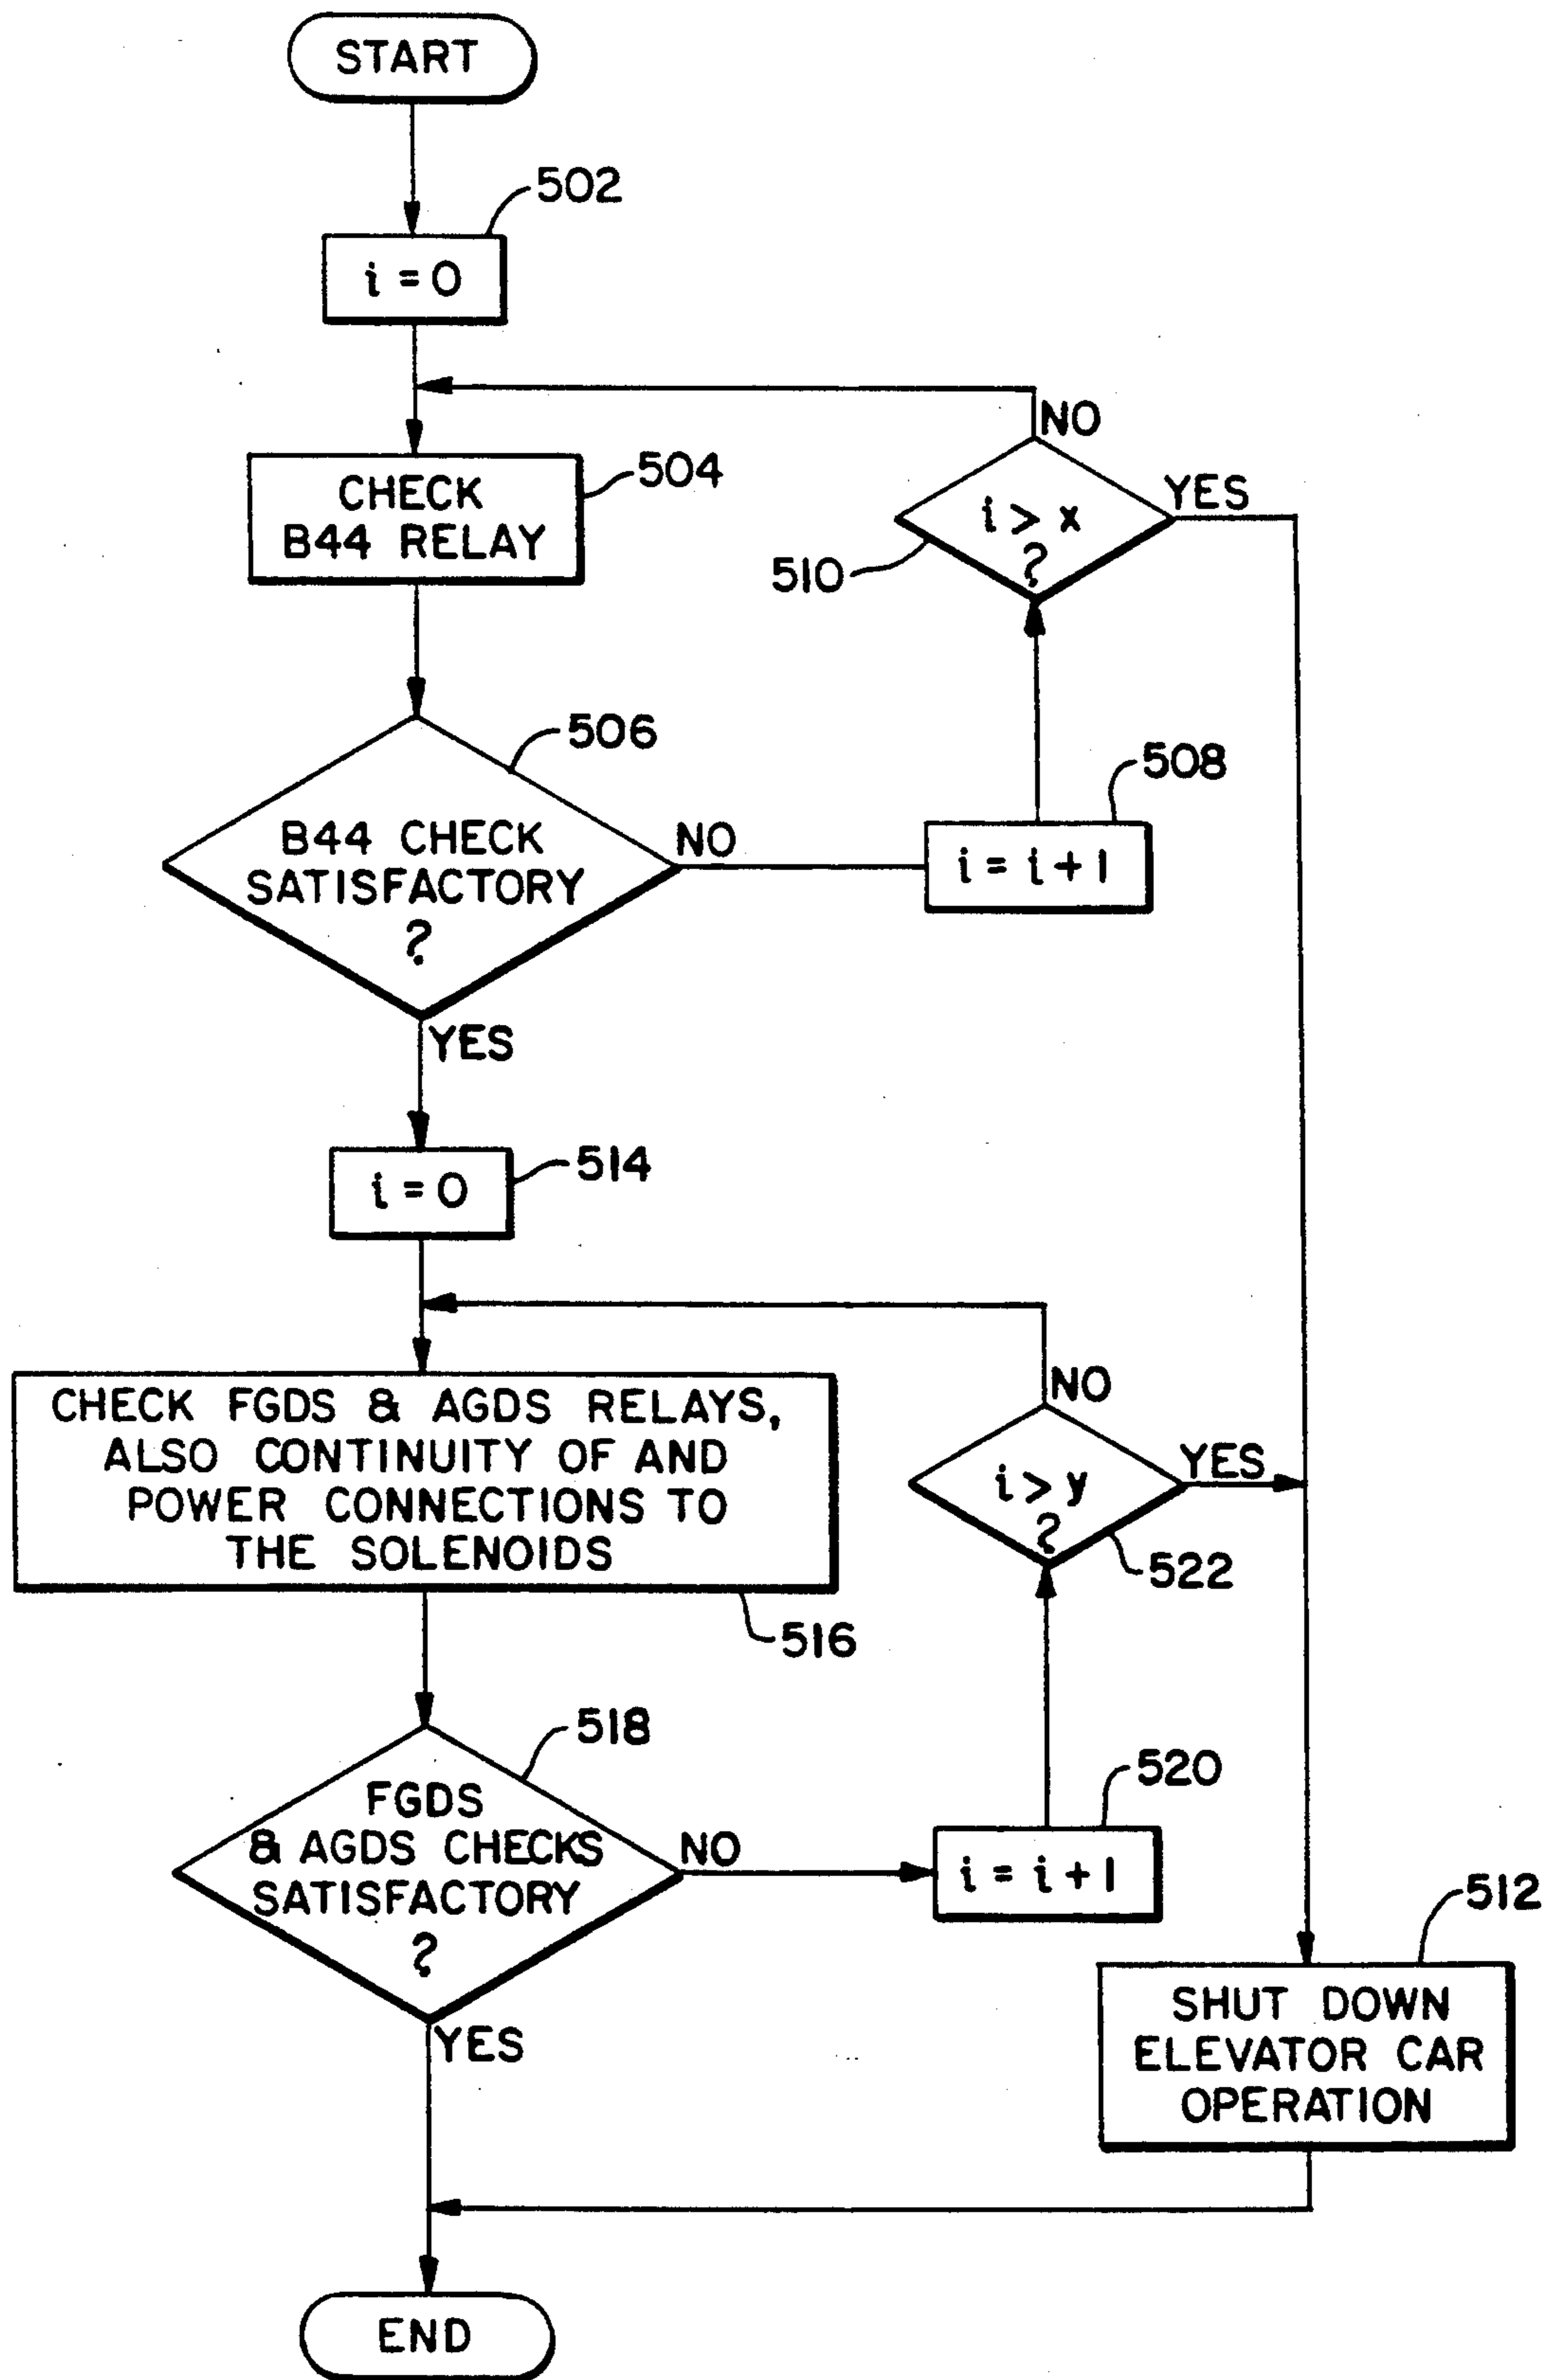 START
502
i = 0
NO
504
CHECK
B44 RELAY
YES
i > x
?
510
506
508
B44 CHECK
SATISFACTORY
?
NO
i = i + 1
YES
514
i = 0
CHECK FGDS & AGDS RELAYS,
ALSO CONTINUITY OF AND
POWER CONNECTIONS TO
THE SOLENOIDS
NO
YES
i > y
?
522
516
518
520
FGDS
& AGDS CHECKS
SATISFACTORY
?
NO
i = i + 1
512
YES
SHUT DOWN
ELEVATOR CAR
OPERATION
END